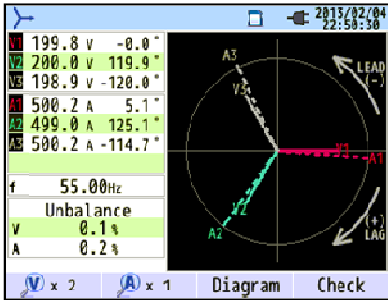 2013/02/04
22:50:30
V1 199.8 V -0.0°
V2 200.0 V 119.9°
V3 198.9 V -120.0°
A1 500.2 A 5.1°
A2 499.0 A 125.1°
A3 500.2 A -114.7°
f 55.00Hz
Unbalance
V 0.1%
A 0.2%
A3
V3
LEAD
(-)
V1
A1
V2
A2
(+)
LAG
V x 2
A x 1
Diagram
Check